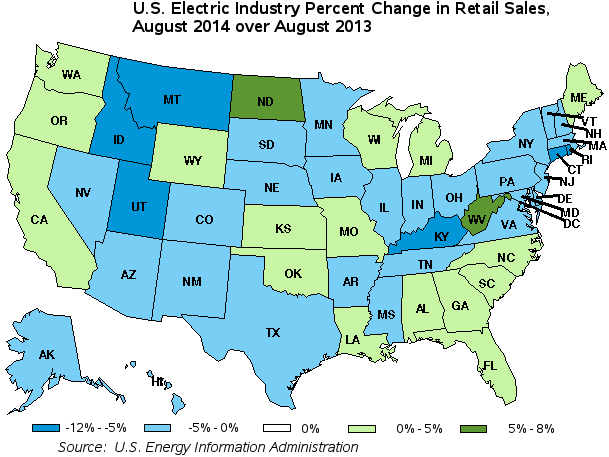 U.S. Electric Industry Percent Change in Retail Sales,
August 2014 over August 2013
WA
MT
ND
ME
MN
VT
OR
NH
ID
WI
NY
MA
SD
MI
RI
WY
CT
IA
PA
NJ
NV
NE
OH
DE
IL
IN
MD
UT
CO
WV
DC
CA
KS
MO
KY
VA
NC
TN
AZ
NM
OK
AR
SC
MS
AL
GA
TX
LA
AK
FL
HI
-12% - -5%
-5% - 0%
0%
0% - 5%
5% - 8%
Source: U.S. Energy Information Administration